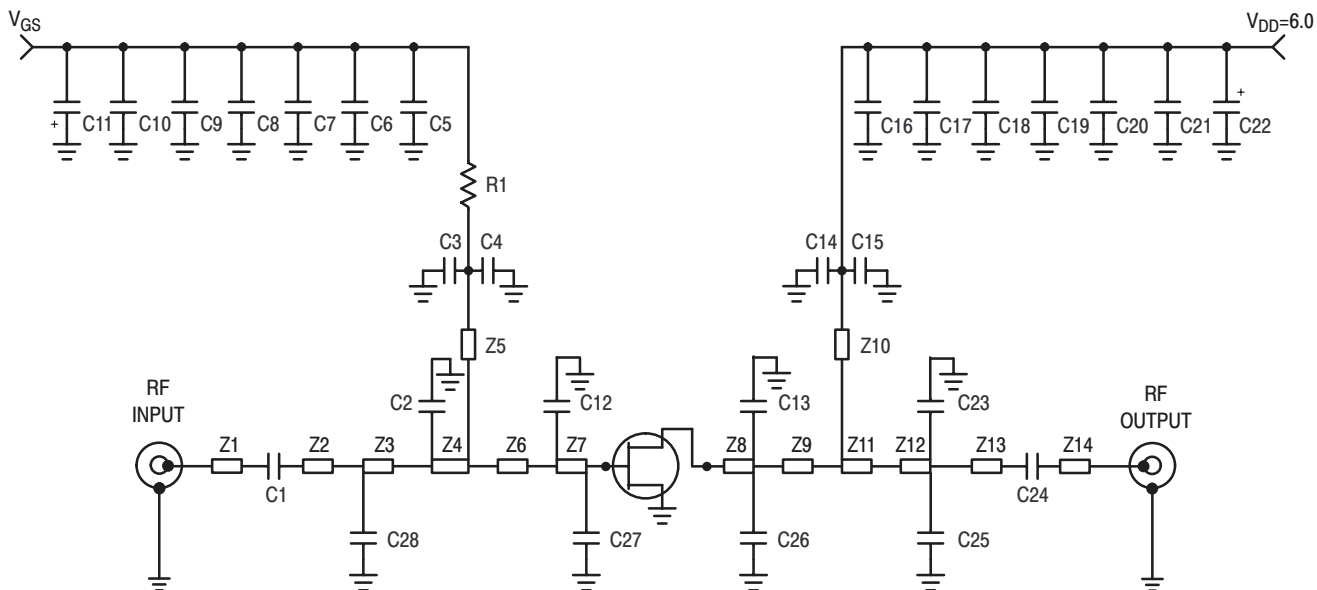 VGS
VDD=6.0
C11 C10 C9 C8 C7 C6 C5
C16 C17 C18 C19 C20 C21 C22
+
+
R1
C3 C4
C14 C15
Z5
Z10
RF
INPUT
C2
C12
C13
C23
RF
OUTPUT
Z1 Z2 Z3 Z4 Z6 Z7 Z8 Z9 Z11 Z12 Z13 Z14
C1
C24
C28
C27
C26
C25